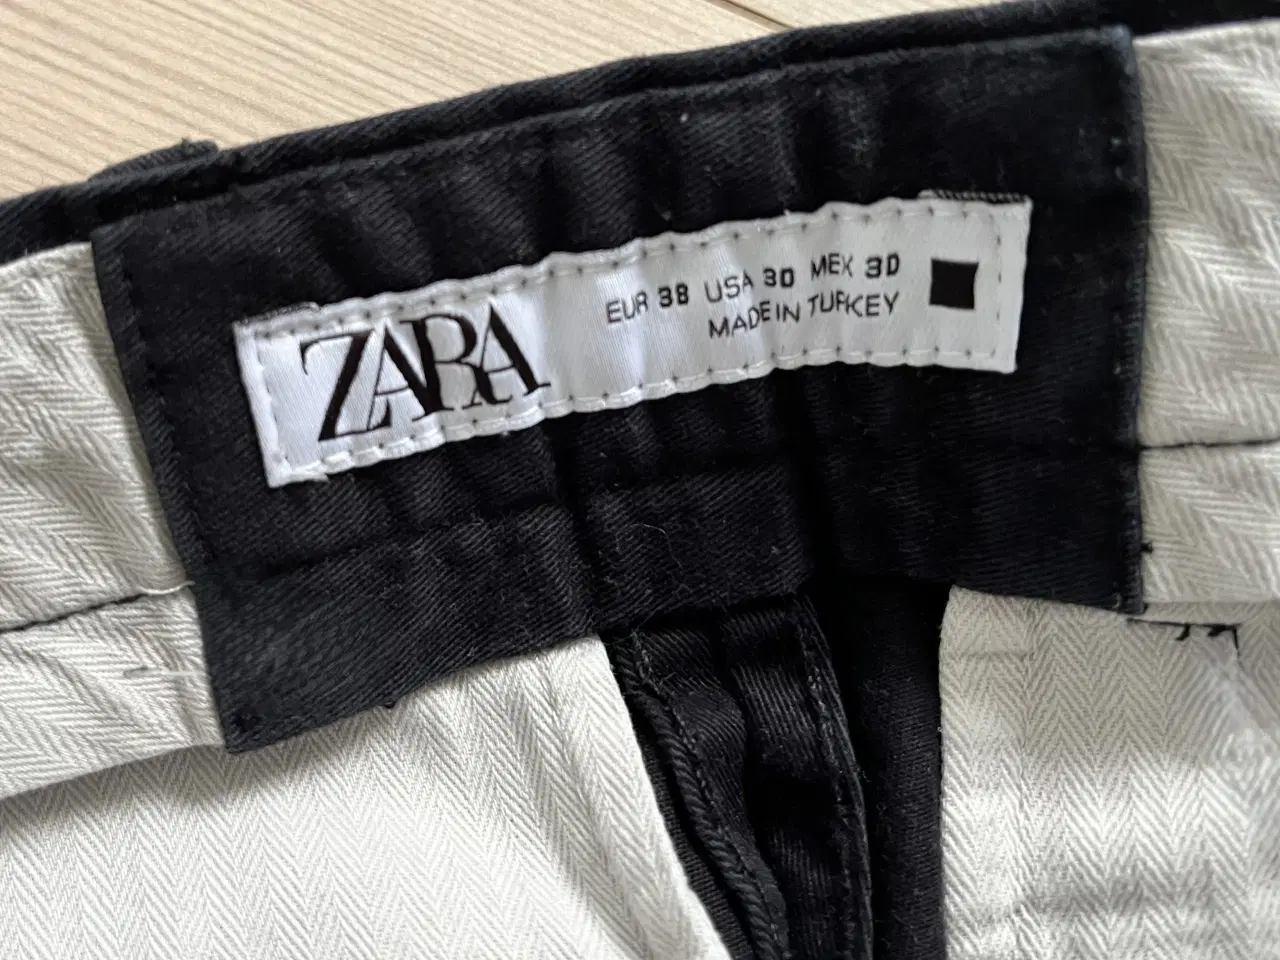 ZARA
EUR 38 USA 30 MEX 30
MADE IN TURKEY